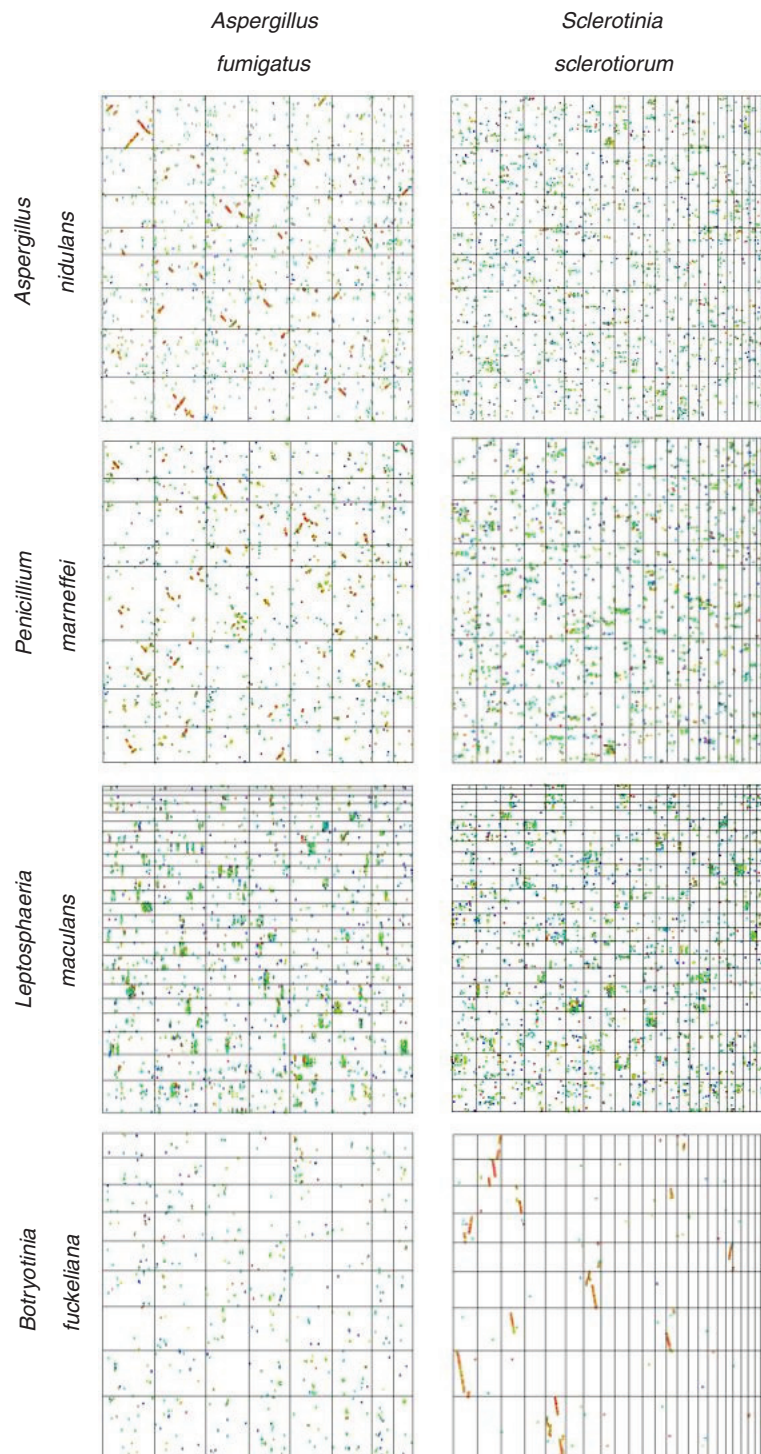 Aspergillus
fumigatus
Sclerotinia
sclerotiorum
Aspergillus
nidulans
Penicillium
marneffei
Leptosphaeria
maculans
Botryotinia
fuckeliana